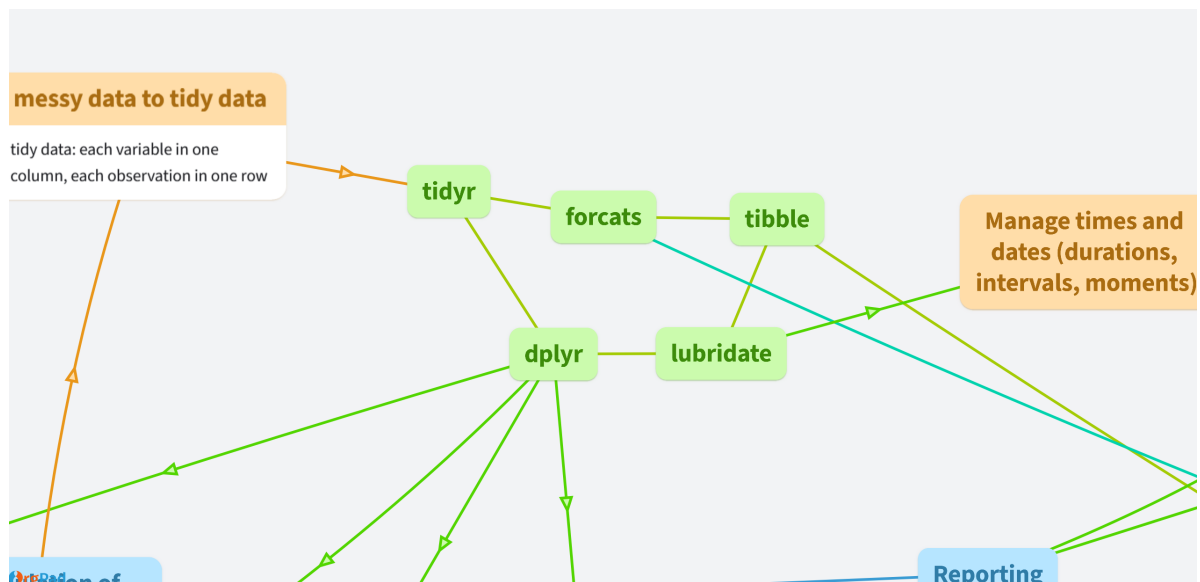 messy data to tidy data
tidy data: each variable in one
column, each observation in one row
tidyr
forcats
tibble
Manage times and
dates (durations,
intervals, moments)
dplyr
lubridate
of
Reporting